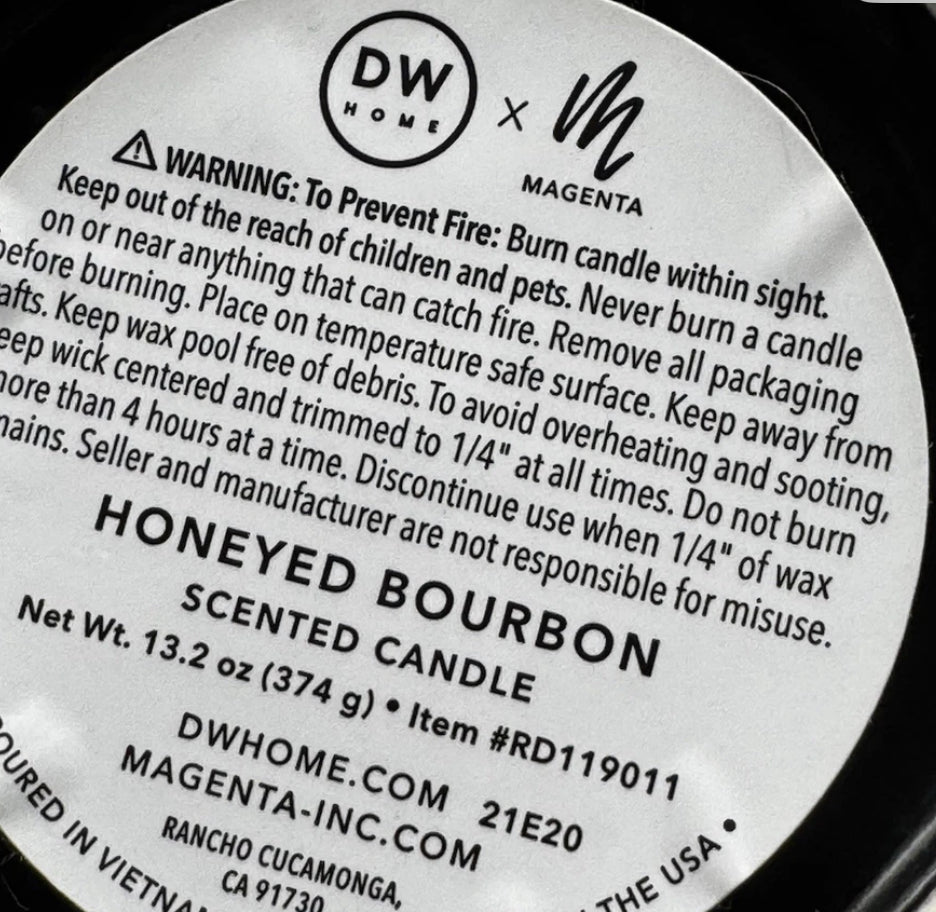 DW
HOME
X
MAGENTA
WARNING: To Prevent Fire: Burn candle within sight.
Keep out of the reach of children and pets. Never burn a candle
on or near anything that can catch fire. Remove all packaging
before burning. Place on temperature safe surface. Keep away from
afts. Keep wax pool free of debris. To avoid overheating and sooting,
eep wick centered and trimmed to 1/4" at all times. Do not burn
more than 4 hours at a time. Discontinue use when 1/4" of wax
mains. Seller and manufacturer are not responsible for misuse.
HONEYED BOURBON
SCENTED CANDLE
Net Wt. 13.2 oz (374 g) • Item #RD119011
DWHOME.COM 21E20
MAGENTA-INC.COM
RANCHO CUCAMONGA,
CA 91730
OURED IN VIETNA
THE USA •